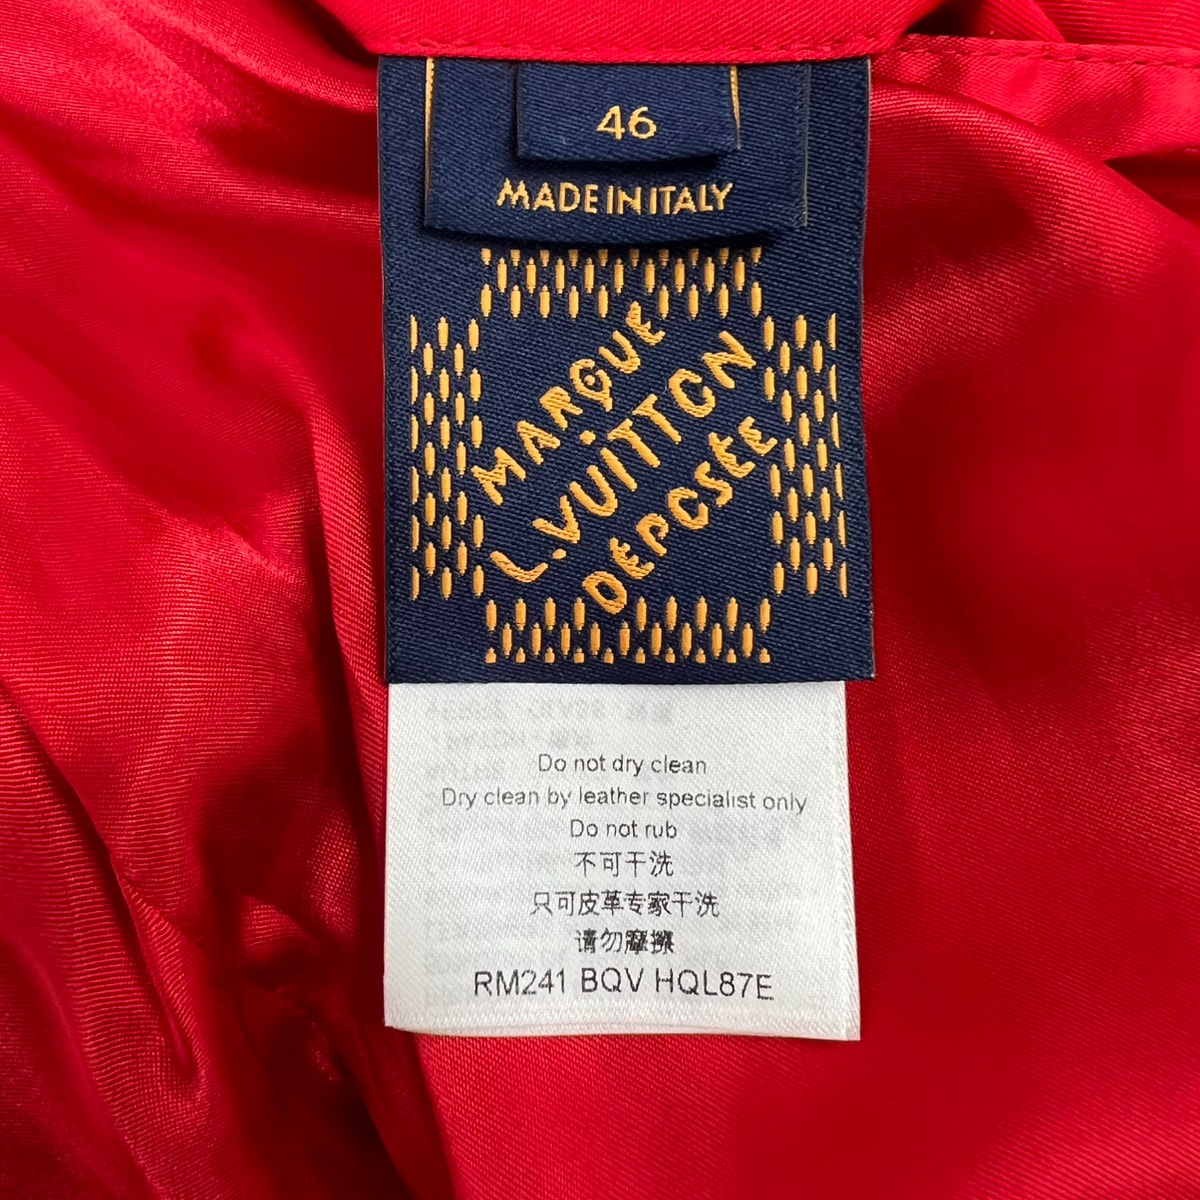 46
MADE IN ITALY
MARQUE
L.VUITTON
DEPOSÉE
Do not dry clean
Dry clean by leather specialist only
Do not rub
不可干洗
只可皮革专家干洗
请勿摩擦
RM241 BQV HQL87E